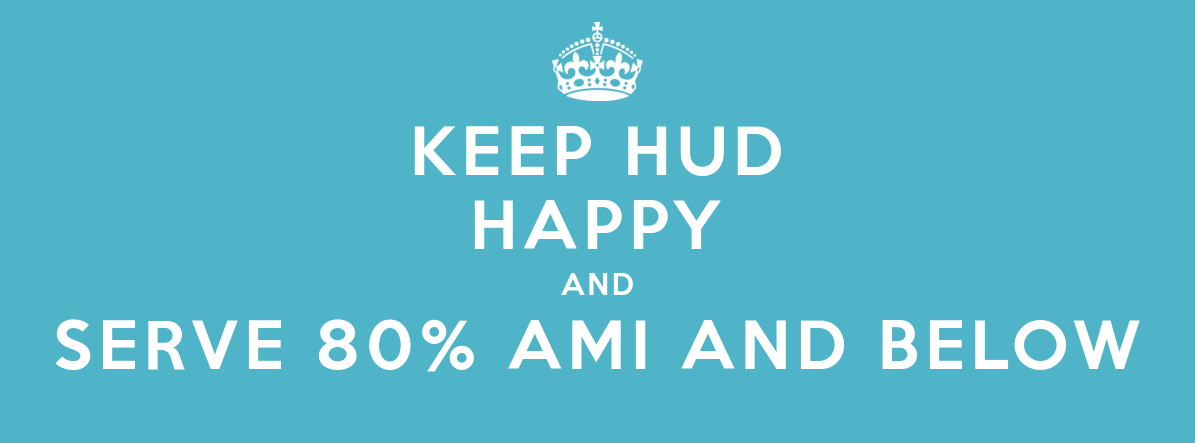 KEEP HUD
HAPPY
AND
SERVE 80% AMI AND BELOW